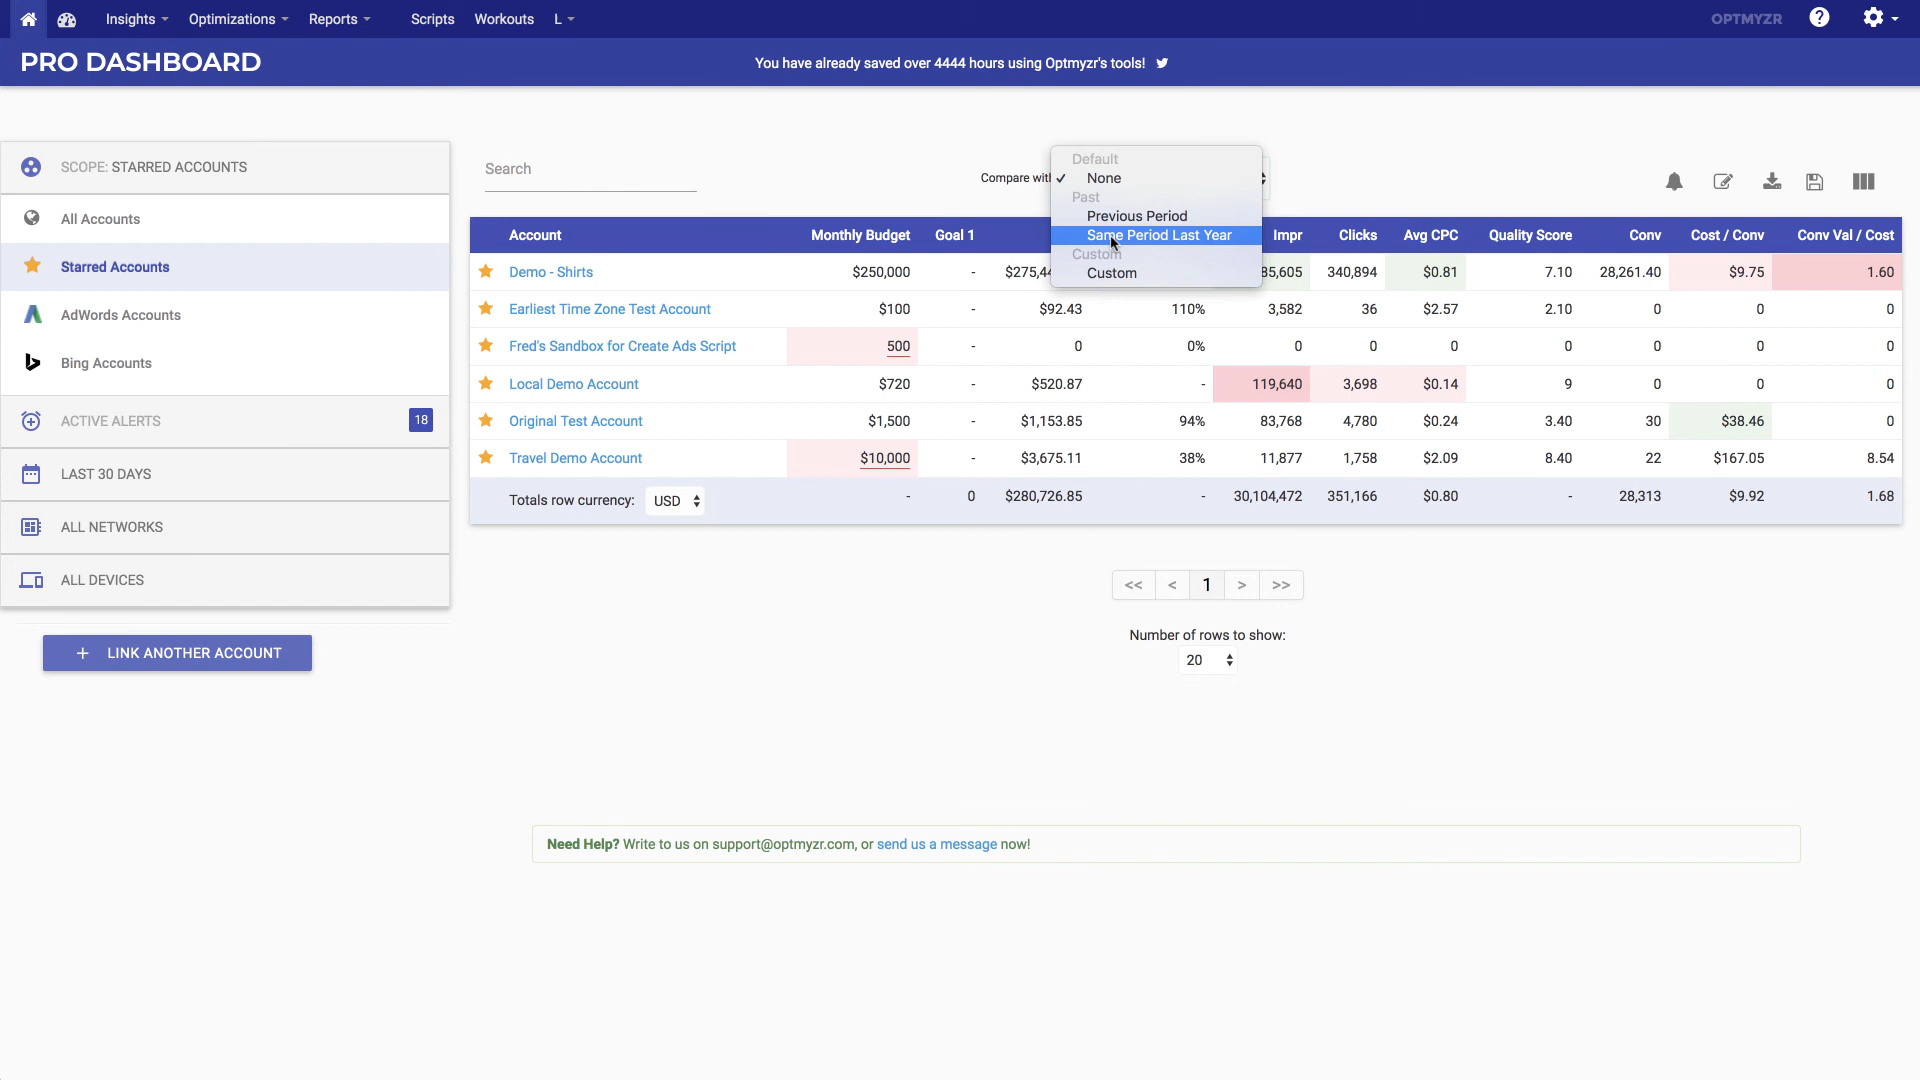 Insights Optimizations Reports Scripts Workouts L OPTMYZR
PRO DASHBOARD
You have already saved over 4444 hours using Optmyzr's tools!
SCOPE: STARRED ACCOUNTS
All Accounts
Starred Accounts
AdWords Accounts
Bing Accounts
ACTIVE ALERTS 18
LAST 30 DAYS
ALL NETWORKS
ALL DEVICES
+ LINK ANOTHER ACCOUNT
Search
Compare with
Default
✓ None
Past
Previous Period
Same Period Last Year
Custom
Custom
Account Monthly Budget Goal 1 Impr Clicks Avg CPC Quality Score Conv Cost / Conv Conv Val / Cost
Demo - Shirts $250,000 - $275,44 85,605 340,894 $0.81 7.10 28,261.40 $9.75 1.60
Earliest Time Zone Test Account $100 - $92.43 110% 3,582 36 $2.57 2.10 0 0 0
Fred's Sandbox for Create Ads Script 500 - 0 0% 0 0 0 0 0 0 0
Local Demo Account $720 - $520.87 - 119,640 3,698 $0.14 9 0 0 0
Original Test Account $1,500 - $1,153.85 94% 83,768 4,780 $0.24 3.40 30 $38.46 0
Travel Demo Account $10,000 - $3,675.11 38% 11,877 1,758 $2.09 8.40 22 $167.05 8.54
Totals row currency: USD - 0 $280,726.85 - 30,104,472 351,166 $0.80 - 28,313 $9.92 1.68
<< < 1 > >>
Number of rows to show:
20
Need Help? Write to us on support@optmyzr.com, or send us a message now!